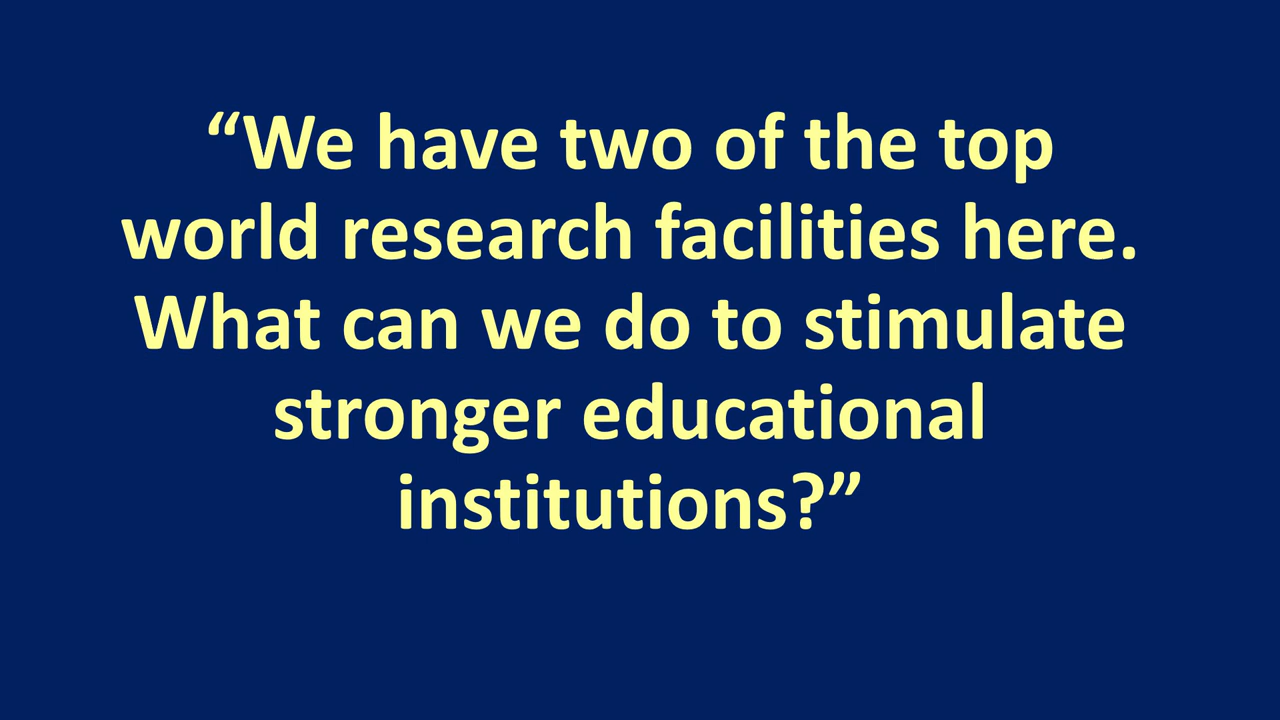 “We have two of the top
world research facilities here.
What can we do to stimulate
stronger educational
institutions?”